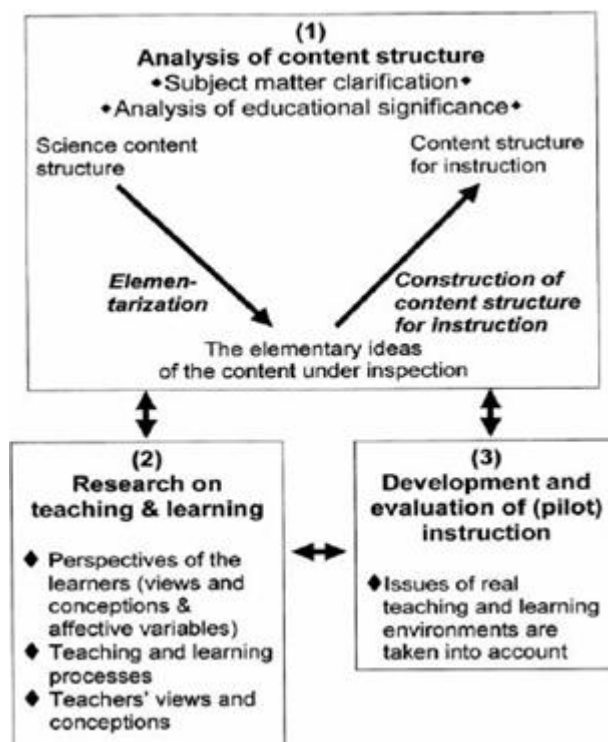 (1)
Analysis of content structure
◆Subject matter clarification◆
◆Analysis of educational significance◆
Science content
structure
Content structure
for instruction
Elemen-
tarization
Construction of
content structure
for instruction
The elementary ideas
of the content under inspection
(2)
Research on
teaching & learning
◆ Perspectives of the
learners (views and
conceptions &
affective variables)
◆ Teaching and learning
processes
◆ Teachers' views and
conceptions
(3)
Development and
evaluation of (pilot)
instruction
◆Issues of real
teaching and learning
environments are
taken into account